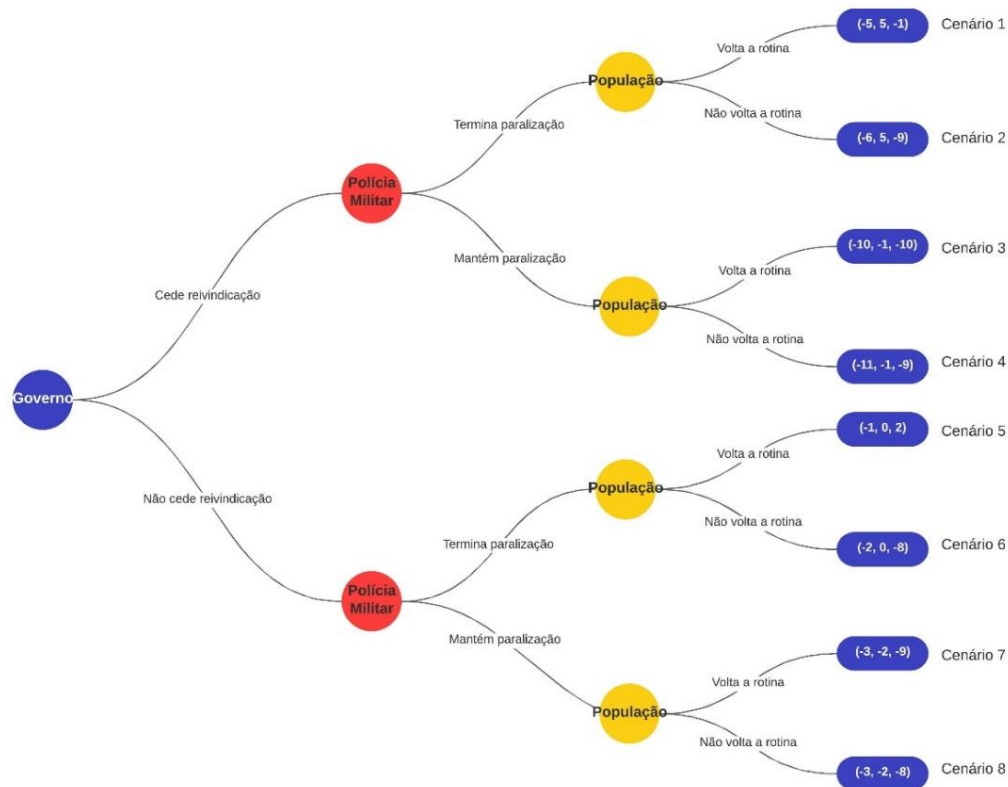 (-5, 5, -1) Cenário 1
Volta a rotina
População
Não volta a rotina
Termina paralização
(-6, 5, -9) Cenário 2
Polícia
Militar
(-10, -1, -10) Cenário 3
Mantém paralização
Volta a rotina
Cede reivindicação
População
Não volta a rotina
(-11, -1, -9) Cenário 4
Governo
(-1, 0, 2) Cenário 5
Volta a rotina
População
Não cede reivindicação
Não volta a rotina
Termina paralização
(-2, 0, -8) Cenário 6
Polícia
Militar
Mantém paralização
(-3, -2, -9) Cenário 7
Volta a rotina
População
Não volta a rotina
(-3, -2, -8) Cenário 8